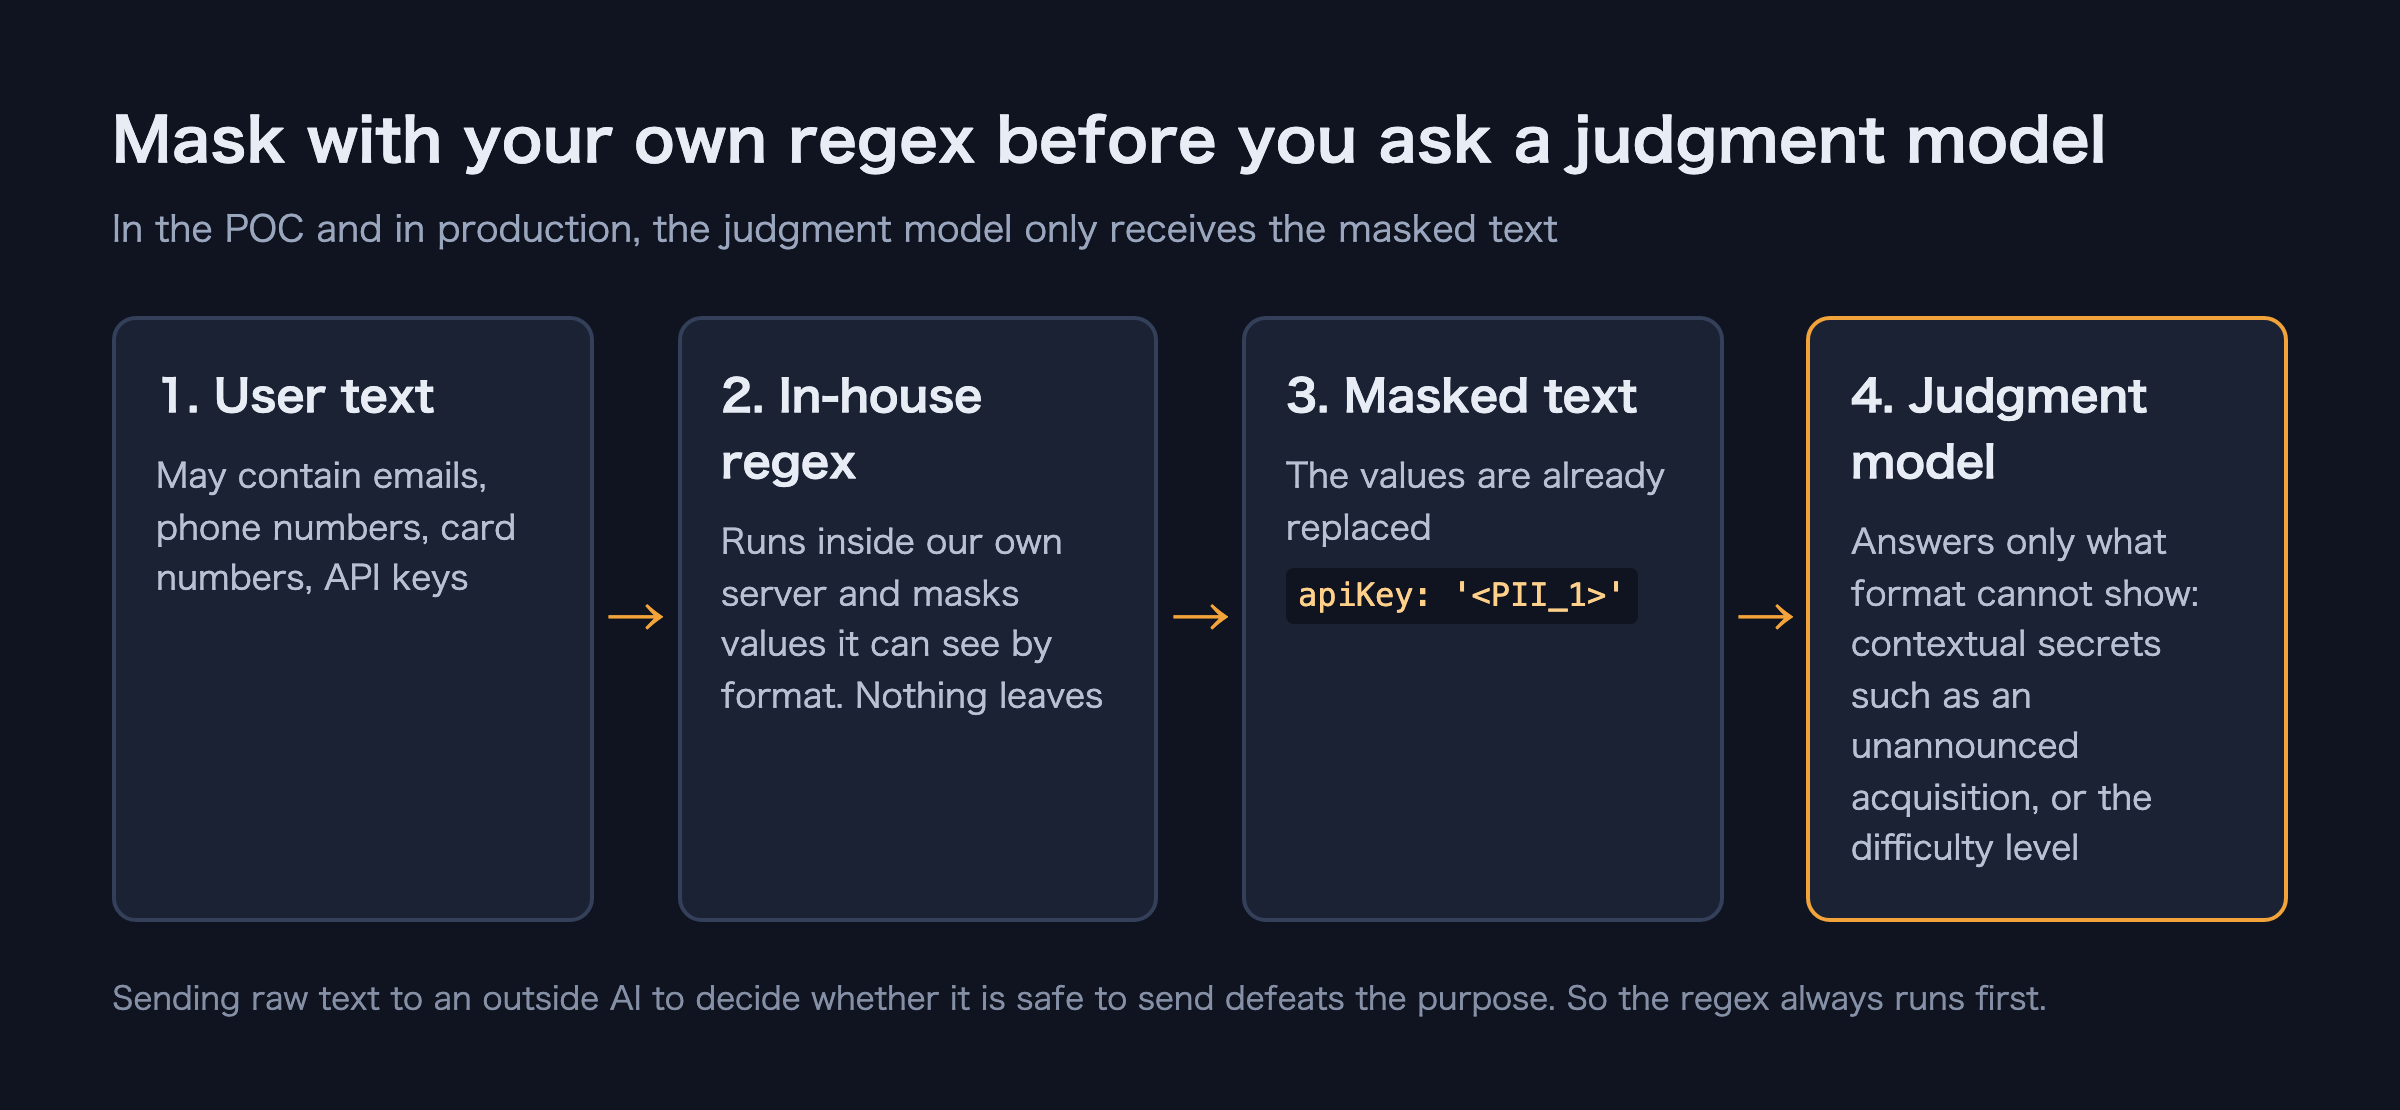 Mask with your own regex before you ask a judgment model
In the POC and in production, the judgment model only receives the masked text
1. User text
May contain emails,
phone numbers, card
numbers, API keys
→
2. In-house
regex
Runs inside our own
server and masks
values it can see by
format. Nothing leaves
→
3. Masked text
The values are already
replaced
apiKey: '<PII_1>'
→
4. Judgment
model
Answers only what
format cannot show:
contextual secrets
such as an
unannounced
acquisition, or the
difficulty level
Sending raw text to an outside AI to decide whether it is safe to send defeats the purpose. So the regex always runs first.